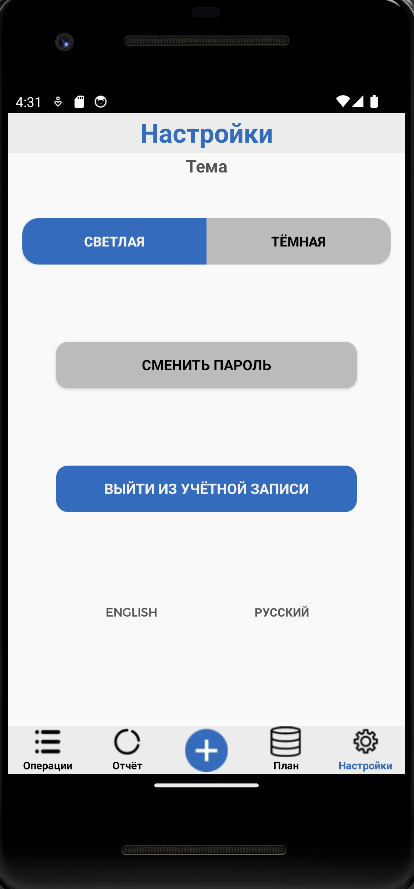 4:31
Настройки
Тема
СВЕТЛАЯ ТЁМНАЯ
СМЕНИТЬ ПАРОЛЬ
ВЫЙТИ ИЗ УЧЁТНОЙ ЗАПИСИ
ENGLISH РУССКИЙ
Операции Отчёт План Настройки